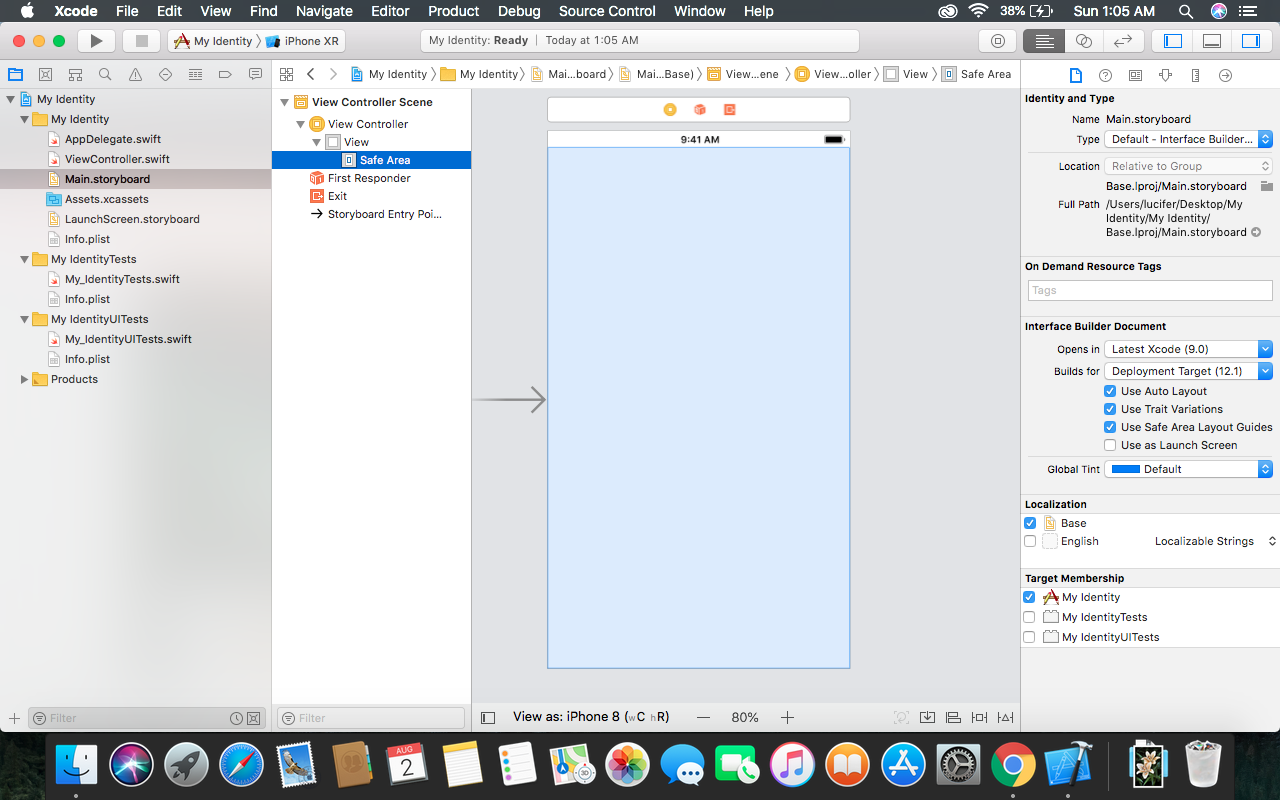 Xcode File Edit View Find Navigate Editor Product Debug Source Control Window Help 38% Sun 1:05 AM
My Identity iPhone XR My Identity: Ready Today at 1:05 AM
My Identity My Identity Mai...board Mai...Base) View...ene View...oller View Safe Area
My Identity
My Identity
AppDelegate.swift
ViewController.swift
Main.storyboard
Assets.xcassets
LaunchScreen.storyboard
Info.plist
My IdentityTests
My_IdentityTests.swift
Info.plist
My IdentityUITests
My_IdentityUITests.swift
Info.plist
Products
Filter
View Controller Scene
View Controller
View
Safe Area
First Responder
Exit
Storyboard Entry Poi...
Filter
9:41 AM
View as: iPhone 8 (wC hR) 80%
Identity and Type
Name Main.storyboard
Type Default - Interface Builder...
Location Relative to Group
Base.lproj/Main.storyboard
Full Path /Users/lucifer/Desktop/My
Identity/My Identity/
Base.lproj/Main.storyboard
On Demand Resource Tags
Tags
Interface Builder Document
Opens in Latest Xcode (9.0)
Builds for Deployment Target (12.1)
Use Auto Layout
Use Trait Variations
Use Safe Area Layout Guides
Use as Launch Screen
Global Tint Default
Localization
Base
English Localizable Strings
Target Membership
My Identity
My IdentityTests
My IdentityUITests
AUG
2
3D